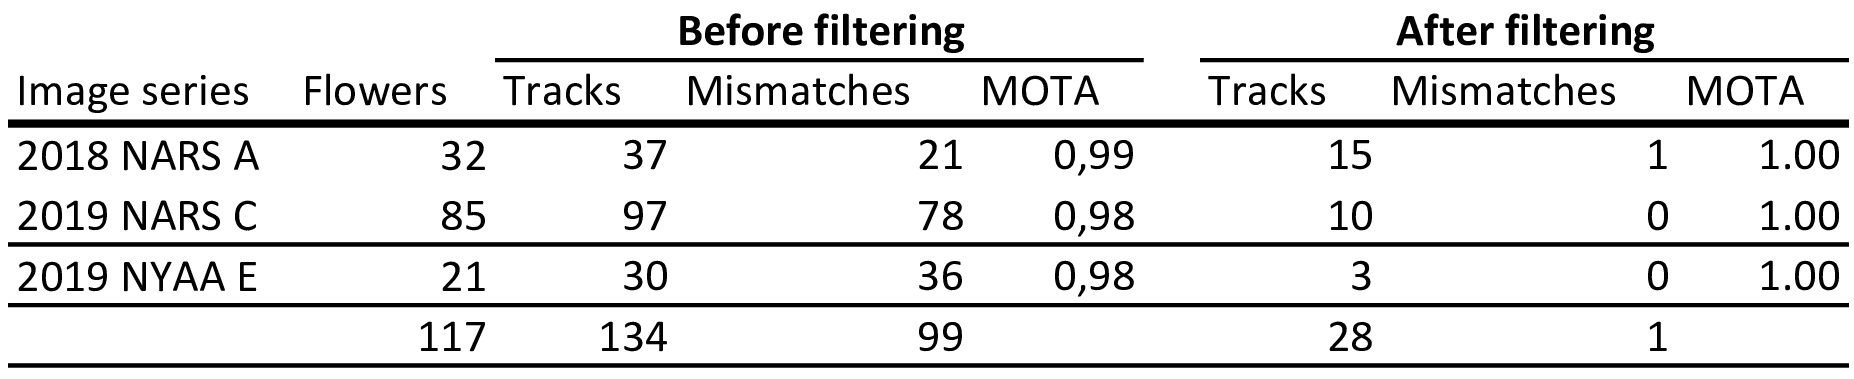 Before filtering After filtering
Image series Flowers Tracks Mismatches MOTA Tracks Mismatches MOTA
2018 NARS A 32 37 21 0,99 15 1 1.00
2019 NARS C 85 97 78 0,98 10 0 1.00
2019 NYAA E 21 30 36 0,98 3 0 1.00
117 134 99 28 1